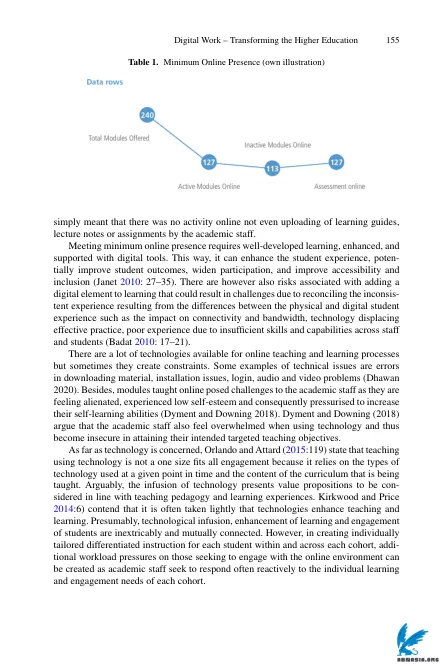 Digital Work – Transforming the Higher Education 155
Table 1. Minimum Online Presence (own illustration)
Data rows
240
Total Modules Offered
Inactive Modules Online
127
113
127
Active Modules Online
Assessment online
simply meant that there was no activity online not even uploading of learning guides,
lecture notes or assignments by the academic staff.
Meeting minimum online presence requires well-developed learning, enhanced, and
supported with digital tools. This way, it can enhance the student experience, poten-
tially improve student outcomes, widen participation, and improve accessibility and
inclusion (Janet 2010: 27–35). There are however also risks associated with adding a
digital element to learning that could result in challenges due to reconciling the inconsis-
tent experience resulting from the differences between the physical and digital student
experience such as the impact on connectivity and bandwidth, technology displacing
effective practice, poor experience due to insufficient skills and capabilities across staff
and students (Badat 2010: 17–21).
There are a lot of technologies available for online teaching and learning processes
but sometimes they create constraints. Some examples of technical issues are errors
in downloading material, installation issues, login, audio and video problems (Dhawan
2020). Besides, modules taught online posed challenges to the academic staff as they are
feeling alienated, experienced low self-esteem and consequently pressurised to increase
their self-learning abilities (Dyment and Downing 2018). Dyment and Downing (2018)
argue that the academic staff also feel overwhelmed when using technology and thus
become insecure in attaining their intended targeted teaching objectives.
As far as technology is concerned, Orlando and Attard (2015:119) state that teaching
using technology is not a one size fits all engagement because it relies on the types of
technology used at a given point in time and the content of the curriculum that is being
taught. Arguably, the infusion of technology presents value propositions to be con-
sidered in line with teaching pedagogy and learning experiences. Kirkwood and Price
2014:6) contend that it is often taken lightly that technologies enhance teaching and
learning. Presumably, technological infusion, enhancement of learning and engagement
of students are inextricably and mutually connected. However, in creating individually
tailored differentiated instruction for each student within and across each cohort, addi-
tional workload pressures on those seeking to engage with the online environment can
be created as academic staff seek to respond often reactively to the individual learning
and engagement needs of each cohort.